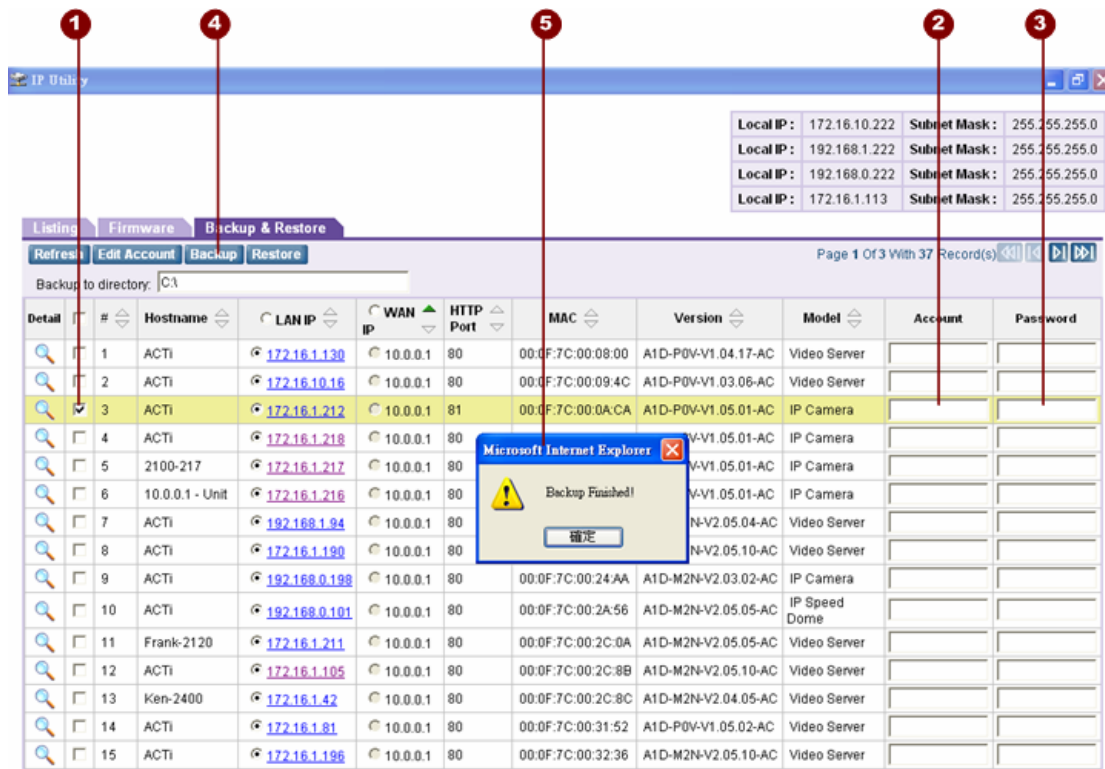 1 4 5 2 3
IP Utility
Local IP : 172.16.10.222 Subnet Mask : 255.255.255.0
Local IP : 192.168.1.222 Subnet Mask : 255.255.255.0
Local IP : 192.168.0.222 Subnet Mask : 255.255.255.0
Local IP : 172.16.1.113 Subnet Mask : 255.255.255.0
Listing Firmware Backup & Restore
Refresh Edit Account Backup Restore Page 1 Of 3 With 37 Record(s)
Backup to directory: C:\
Detail # Hostname LAN IP WAN IP HTTP Port MAC Version Model Account Password
1 ACTi 172.16.1.130 10.0.0.1 80 00:0F:7C:00:08:00 A1D-P0V-V1.04.17-AC Video Server
2 ACTi 172.16.10.16 10.0.0.1 80 00:0F:7C:00:09:4C A1D-P0V-V1.03.06-AC Video Server
3 ACTi 172.16.1.212 10.0.0.1 81 00:0F:7C:00:0A:CA A1D-P0V-V1.05.01-AC IP Camera
4 ACTi 172.16.1.218 10.0.0.1 80 V-V1.05.01-AC IP Camera
5 2100-217 172.16.1.217 10.0.0.1 80 V-V1.05.01-AC IP Camera
6 10.0.0.1 - Unit 172.16.1.216 10.0.0.1 80 V-V1.05.01-AC IP Camera
7 ACTi 192.168.1.94 10.0.0.1 80 N-V2.05.04-AC Video Server
8 ACTi 172.16.1.190 10.0.0.1 80 N-V2.05.10-AC Video Server
Microsoft Internet Explorer
Backup Finished!
確定
9 ACTi 192.168.0.198 10.0.0.1 80 00:0F:7C:00:24:AA A1D-M2N-V2.03.02-AC IP Camera
10 ACTi 192.168.0.101 10.0.0.1 80 00:0F:7C:00:2A:56 A1D-M2N-V2.05.05-AC IP Speed Dome
11 Frank-2120 172.16.1.211 10.0.0.1 80 00:0F:7C:00:2C:0A A1D-M2N-V2.05.05-AC Video Server
12 ACTi 172.16.1.105 10.0.0.1 80 00:0F:7C:00:2C:8B A1D-M2N-V2.05.10-AC Video Server
13 Ken-2400 172.16.1.42 10.0.0.1 80 00:0F:7C:00:2C:8C A1D-M2N-V2.04.05-AC Video Server
14 ACTi 172.16.1.81 10.0.0.1 80 00:0F:7C:00:31:52 A1D-P0V-V1.05.02-AC Video Server
15 ACTi 172.16.1.196 10.0.0.1 80 00:0F:7C:00:32:36 A1D-M2N-V2.05.10-AC Video Server